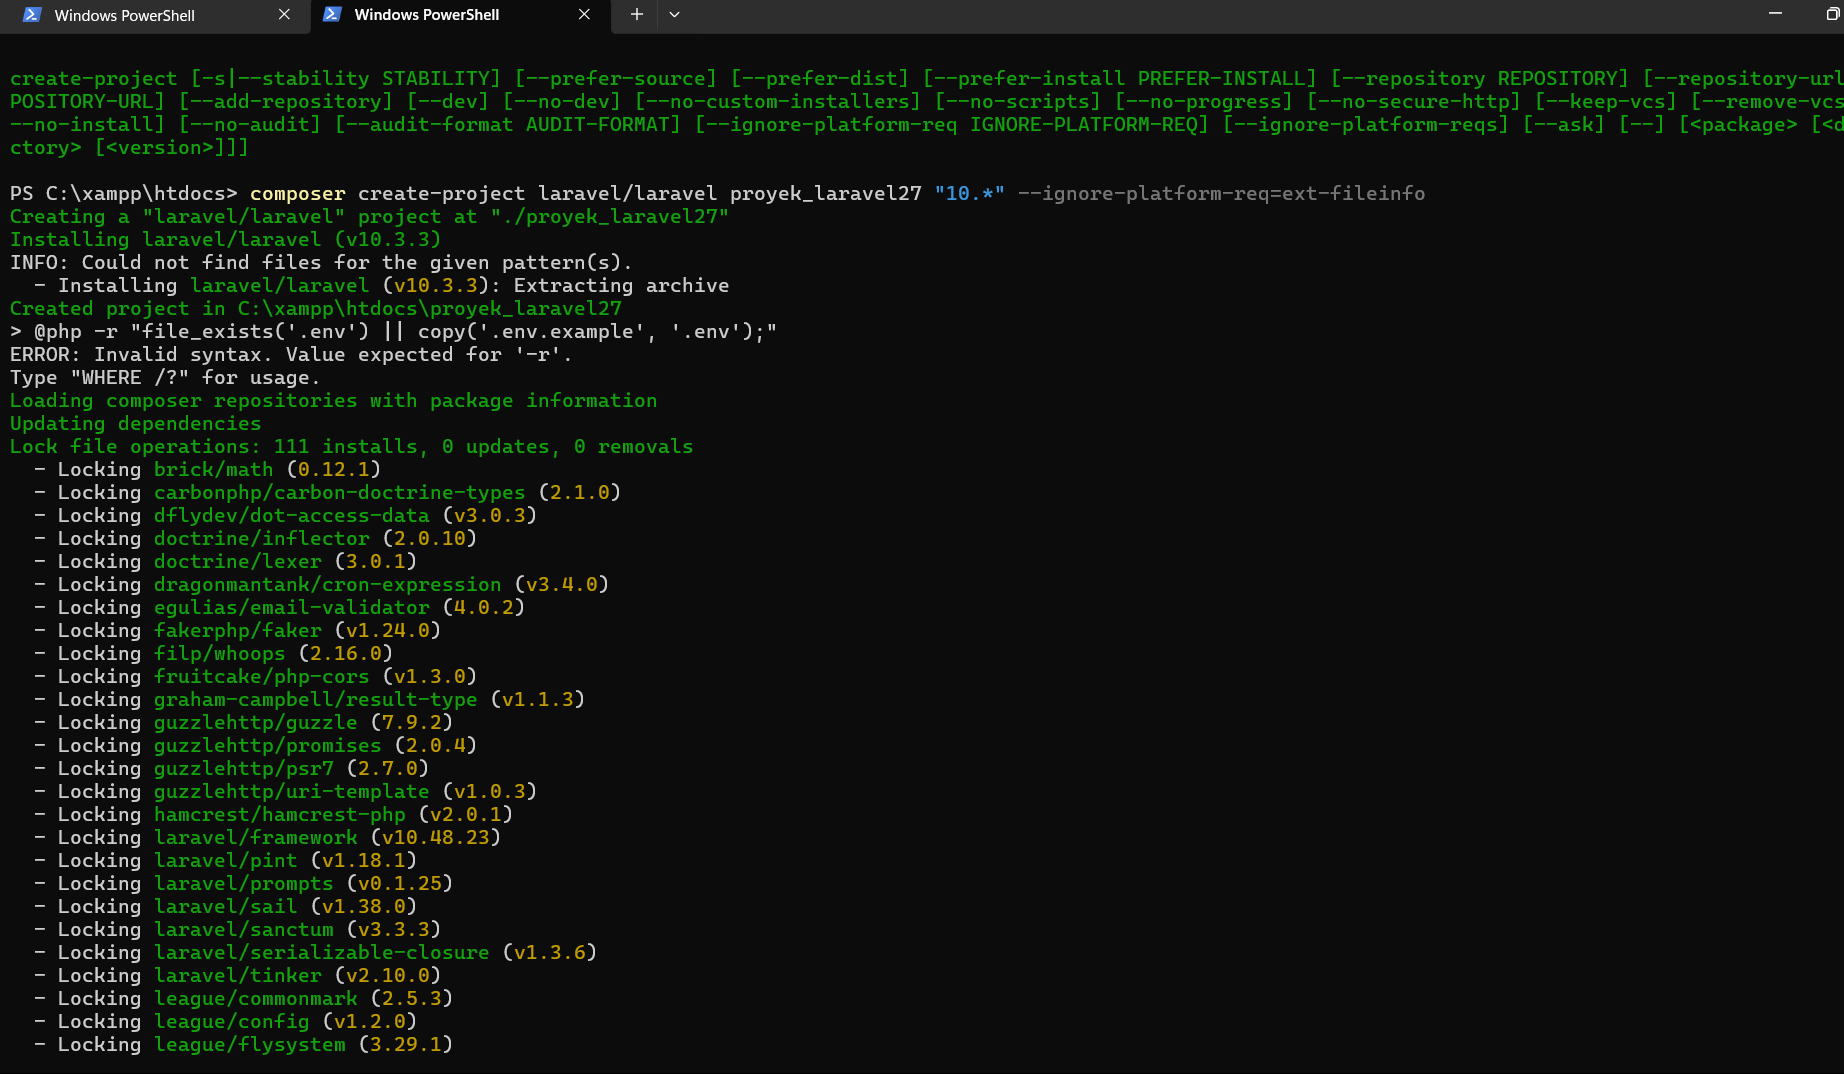 Windows PowerShell
Windows PowerShell
create-project [-s|--stability STABILITY] [--prefer-source] [--prefer-dist] [--prefer-install PREFER-INSTALL] [--repository REPOSITORY] [--repository-url
POSITORY-URL] [--add-repository] [--dev] [--no-dev] [--no-custom-installers] [--no-scripts] [--no-progress] [--no-secure-http] [--keep-vcs] [--remove-vcs
--no-install] [--no-audit] [--audit-format AUDIT-FORMAT] [--ignore-platform-req IGNORE-PLATFORM-REQ] [--ignore-platform-reqs] [--ask] [--] [<package> [<d
ctory> [<version>]]]
PS C:\xampp\htdocs> composer create-project laravel/laravel proyek_laravel27 "10.*" --ignore-platform-req=ext-fileinfo
Creating a "laravel/laravel" project at "./proyek_laravel27"
Installing laravel/laravel (v10.3.3)
INFO: Could not find files for the given pattern(s).
- Installing laravel/laravel (v10.3.3): Extracting archive
Created project in C:\xampp\htdocs\proyek_laravel27
> @php -r "file_exists('.env') || copy('.env.example', '.env');"
ERROR: Invalid syntax. Value expected for '-r'.
Type "WHERE /?" for usage.
Loading composer repositories with package information
Updating dependencies
Lock file operations: 111 installs, 0 updates, 0 removals
- Locking brick/math (0.12.1)
- Locking carbonphp/carbon-doctrine-types (2.1.0)
- Locking dflydev/dot-access-data (v3.0.3)
- Locking doctrine/inflector (2.0.10)
- Locking doctrine/lexer (3.0.1)
- Locking dragonmantank/cron-expression (v3.4.0)
- Locking egulias/email-validator (4.0.2)
- Locking fakerphp/faker (v1.24.0)
- Locking filp/whoops (2.16.0)
- Locking fruitcake/php-cors (v1.3.0)
- Locking graham-campbell/result-type (v1.1.3)
- Locking guzzlehttp/guzzle (7.9.2)
- Locking guzzlehttp/promises (2.0.4)
- Locking guzzlehttp/psr7 (2.7.0)
- Locking guzzlehttp/uri-template (v1.0.3)
- Locking hamcrest/hamcrest-php (v2.0.1)
- Locking laravel/framework (v10.48.23)
- Locking laravel/pint (v1.18.1)
- Locking laravel/prompts (v0.1.25)
- Locking laravel/sail (v1.38.0)
- Locking laravel/sanctum (v3.3.3)
- Locking laravel/serializable-closure (v1.3.6)
- Locking laravel/tinker (v2.10.0)
- Locking league/commonmark (2.5.3)
- Locking league/config (v1.2.0)
- Locking league/flysystem (3.29.1)